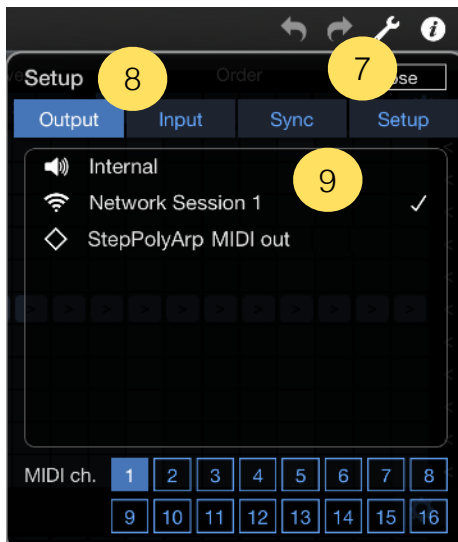 i
7
Setup 8 Order ose
Output Input Sync Setup
Internal
9
Network Session 1 ✓
StepPolyArp MIDI out
> > > > > > > > > >
MIDI ch. 1 2 3 4 5 6 7 8
9 10 11 12 13 14 15 16